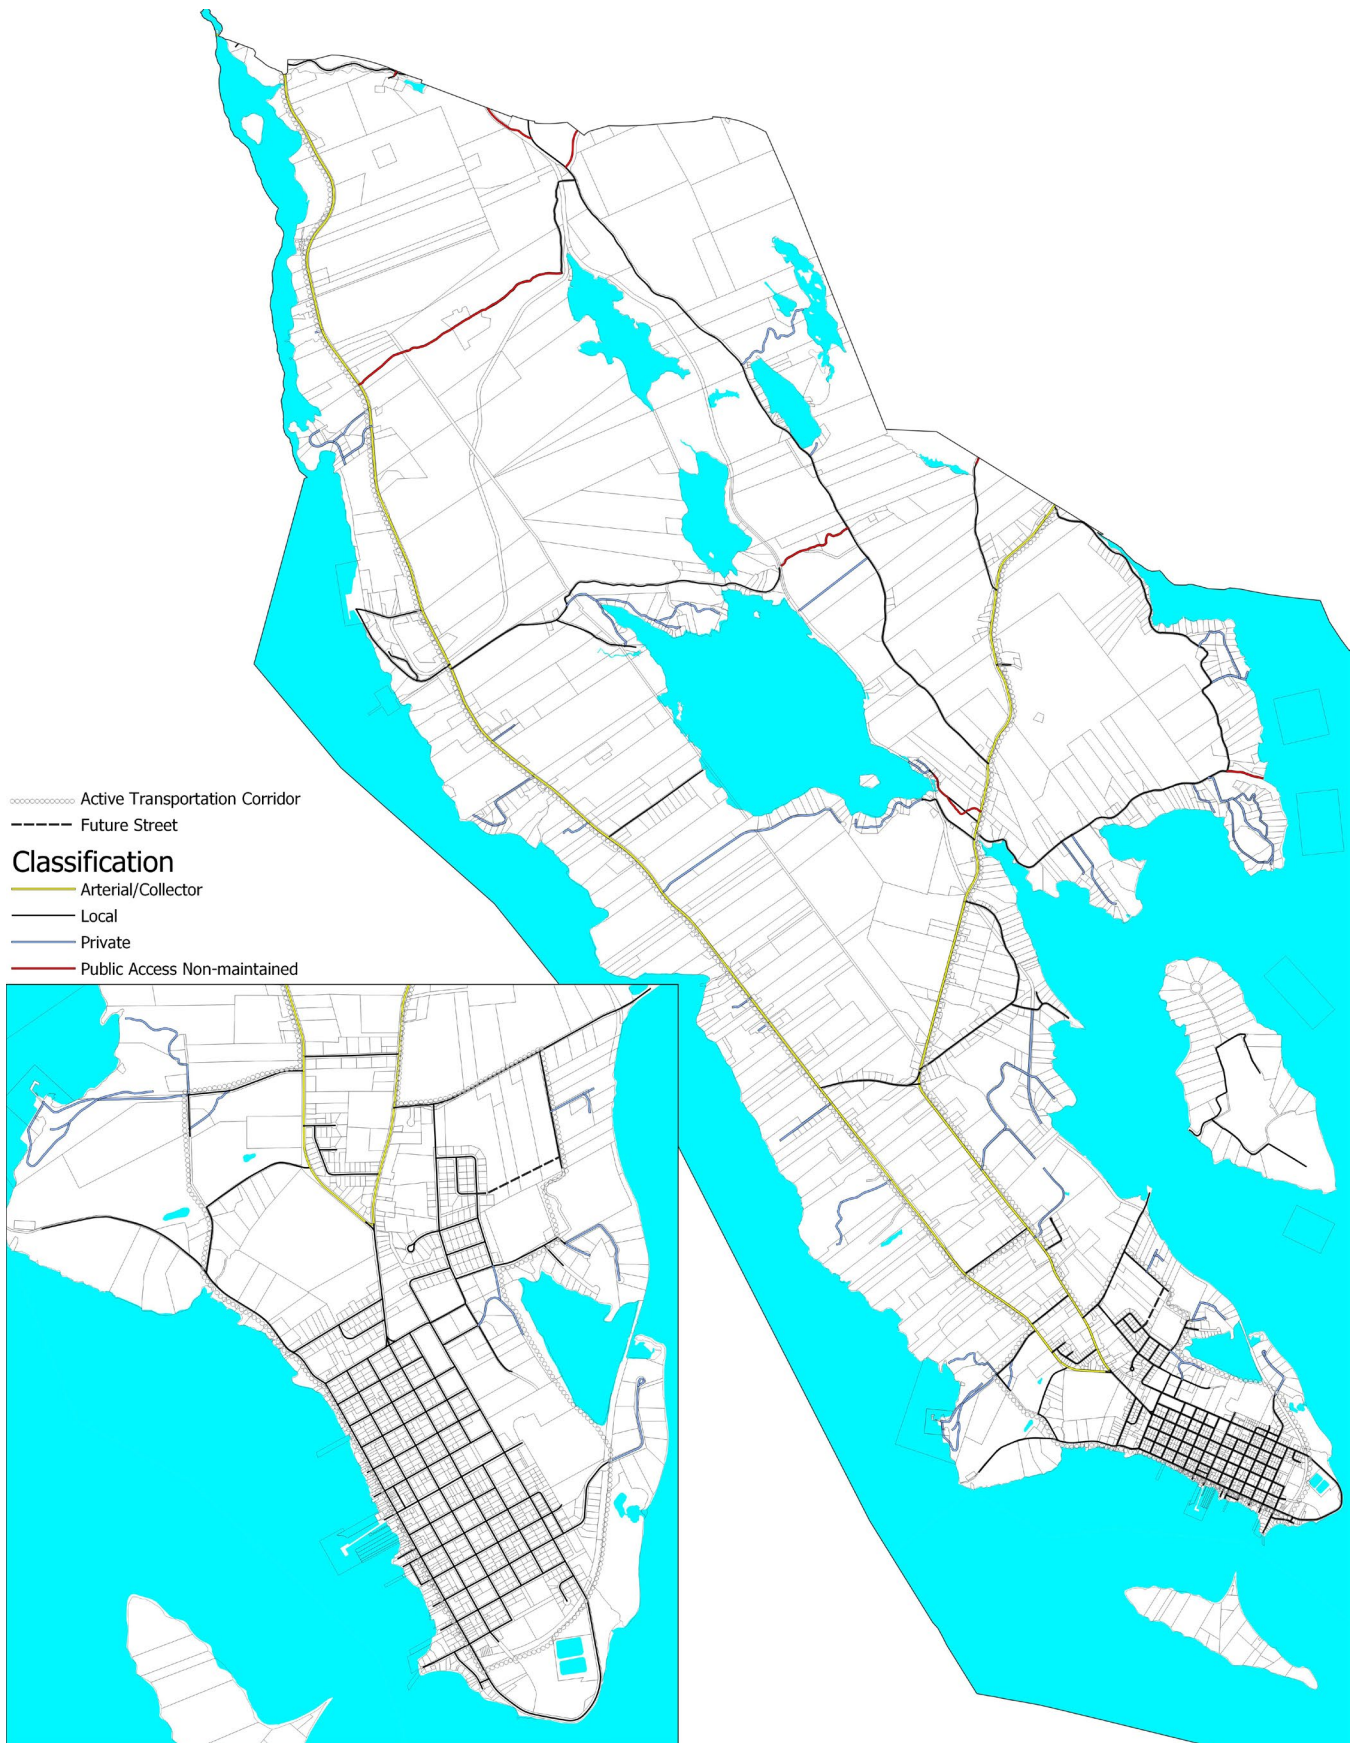 Active Transportation Corridor
Future Street
Classification
Arterial/Collector
Local
Private
Public Access Non-maintained